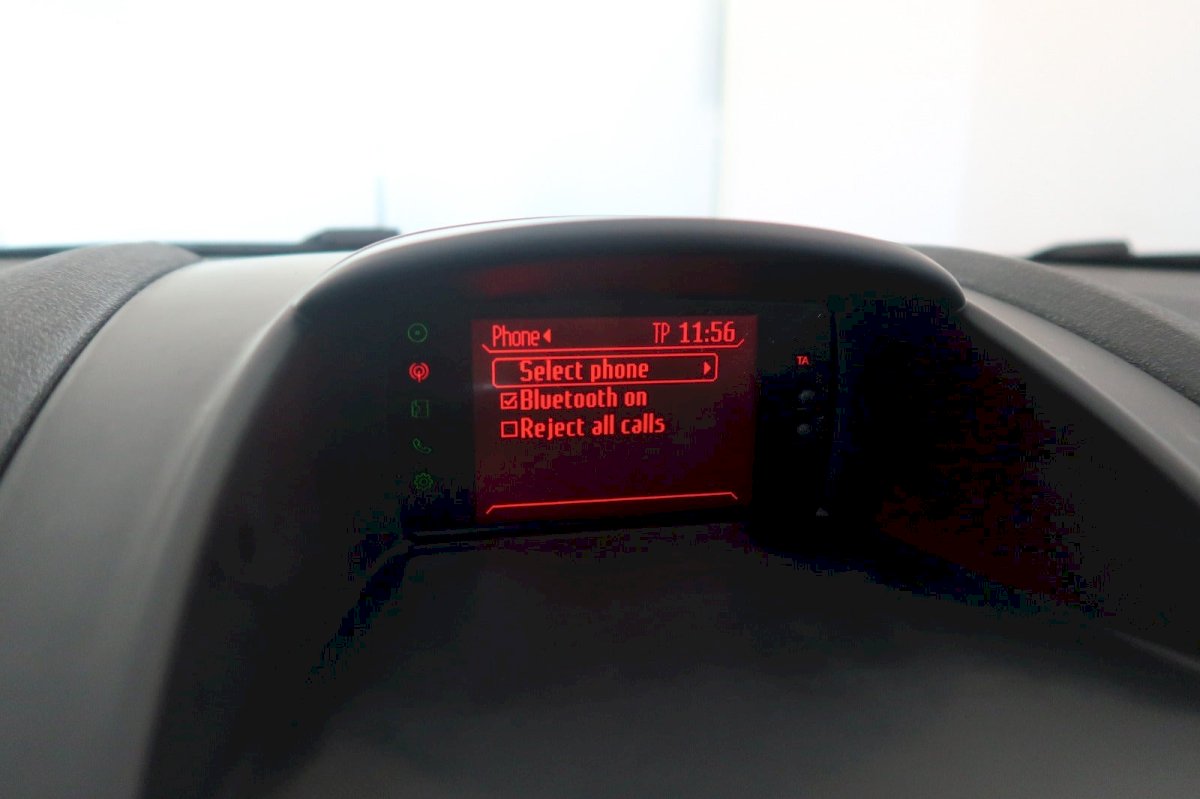 Phone TP 11:56
TA
Select phone
Bluetooth on
Reject all calls